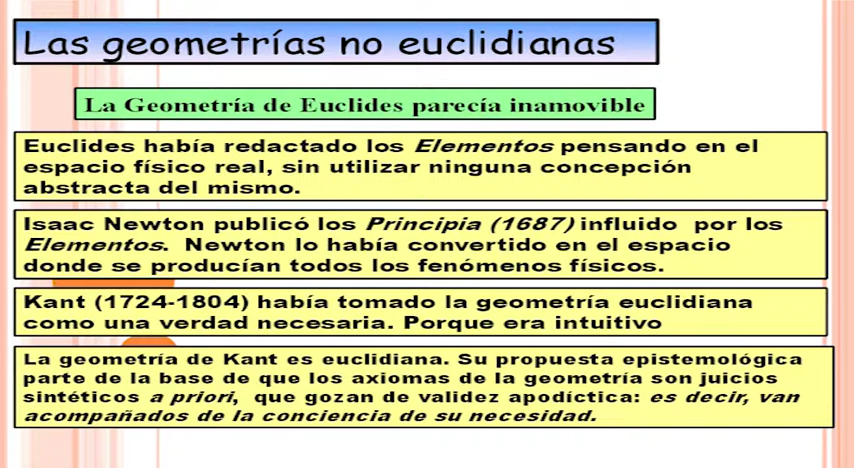 Las geometrías no euclidianas
La Geometría de Euclides parecía inamovible
Euclides había redactado los Elementos pensando en el
espacio físico real, sin utilizar ninguna concepción
abstracta del mismo.
Isaac Newton publicó los Principia (1687) influido por los
Elementos. Newton lo había convertido en el espacio
donde se producían todos los fenómenos físicos.
Kant (1724-1804) había tomado la geometría euclidiana
como una verdad necesaria. Porque era intuitivo
La geometría de Kant es euclidiana. Su propuesta epistemológica
parte de la base de que los axiomas de la geometría son juicios
sintéticos a priori, que gozan de validez apodíctica: es decir, van
acompañados de la conciencia de su necesidad.